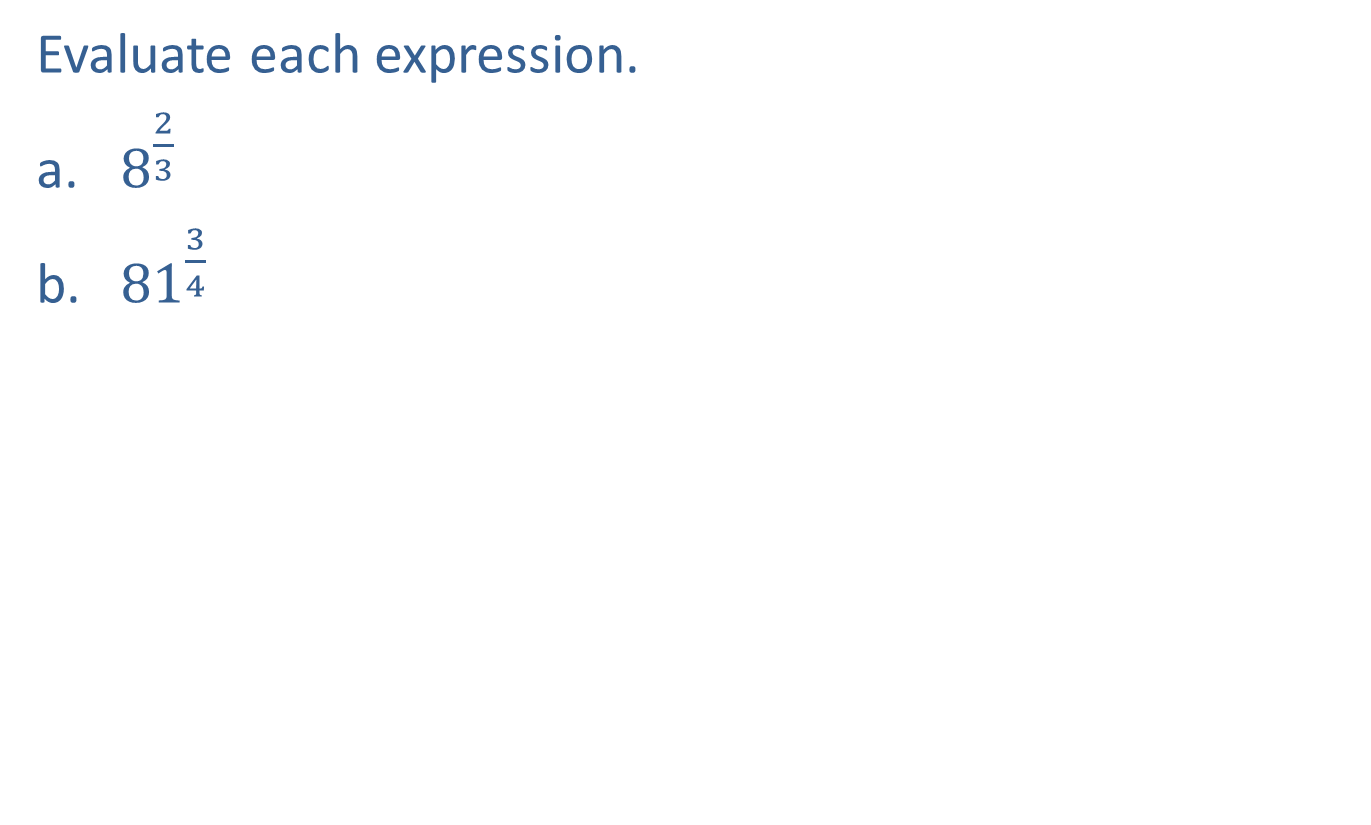 Evaluate each expression.
a. 8^(2/3)
b. 81^(3/4)